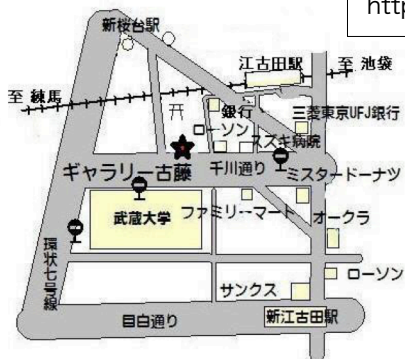 http
新桜台駅
江古田駅
至 池袋
至 練馬
銀行
三菱東京UFJ銀行
ローソン
スズキ病院
ギャラリー古藤
千川通り
ミスタードーナツ
武蔵大学
ファミリーマート
オークラ
環状七号線
ローソン
サンクス
目白通り
新江古田駅